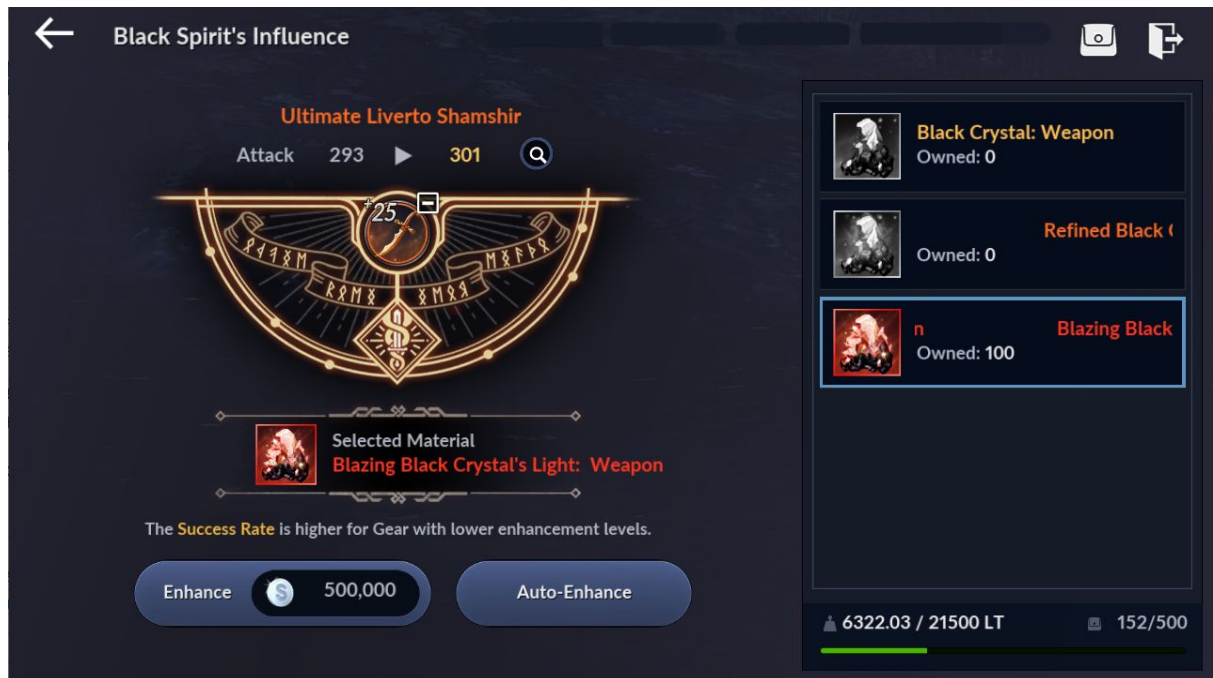 Black Spirit's Influence
Ultimate Liverto Shamshir
Attack 293 ▶ 301
+25
Selected Material
Blazing Black Crystal's Light: Weapon
The Success Rate is higher for Gear with lower enhancement levels.
Enhance 500,000
Auto-Enhance
Black Crystal: Weapon
Owned: 0
Refined Black
Owned: 0
n Blazing Black
Owned: 100
6322.03 / 21500 LT 152/500